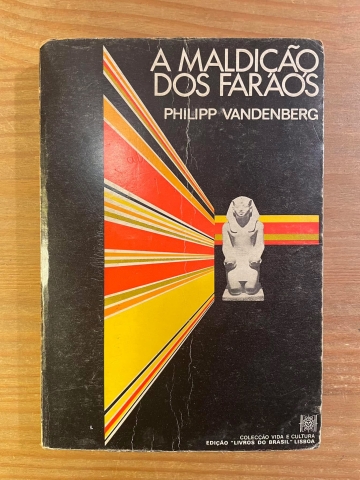 A MALDIÇÃO
DOS FARAÓS
PHILIPP VANDENBERG
COLECÇÃO VIDA E CULTURA
EDIÇÃO "LIVROS DO BRASIL" LISBOA